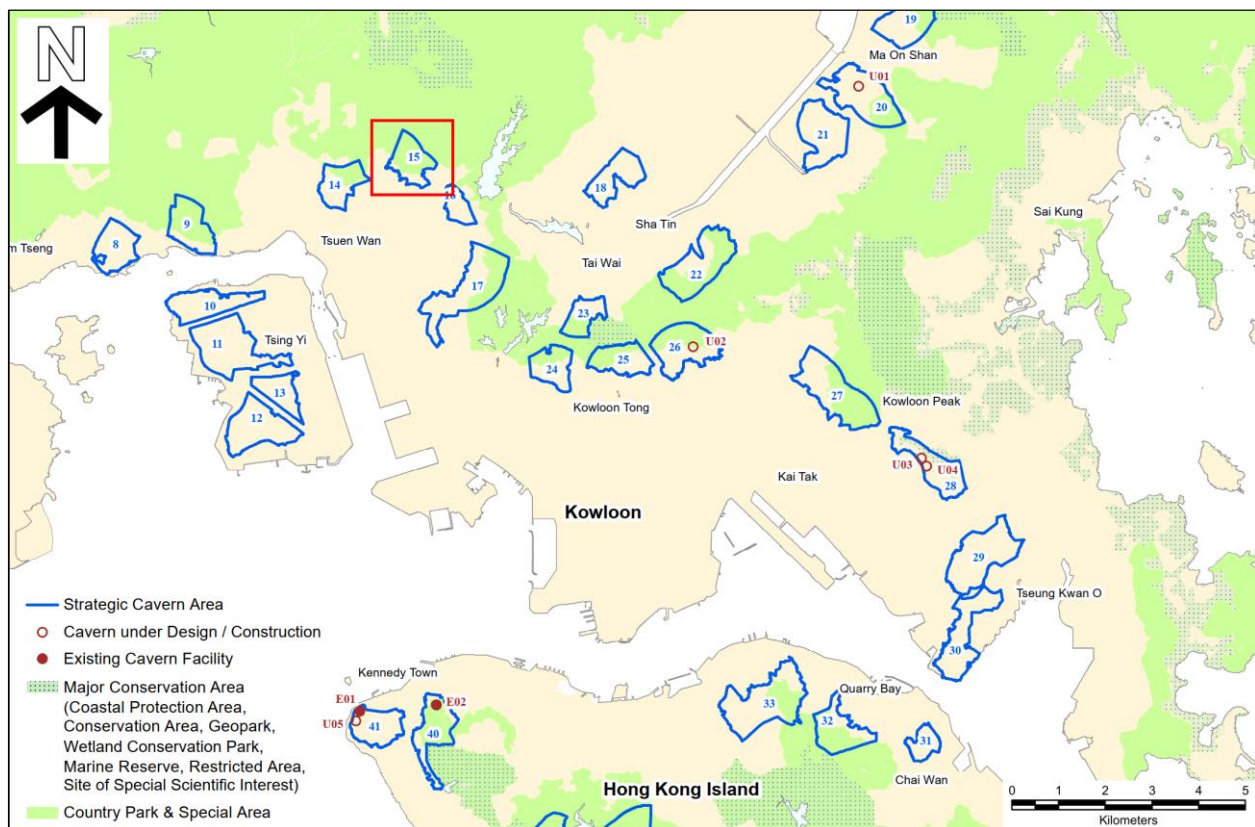 N
19
Ma On Shan
U01
20
21
15
14
16
18
Sai Kung
9
8
m Tseng
Tsuen Wan
Sha Tin
Tai Wai
22
17
10
11
Tsing Yi
13
12
23
24
25
26
U02
Kowloon Tong
27
Kowloon Peak
U03
U04
28
Kai Tak
Kowloon
29
Tseung Kwan O
30
Strategic Cavern Area
Cavern under Design / Construction
Existing Cavern Facility
Major Conservation Area
(Coastal Protection Area,
Conservation Area, Geopark,
Wetland Conservation Park,
Marine Reserve, Restricted Area,
Site of Special Scientific Interest)
Country Park & Special Area
Kennedy Town
E01
U05
41
E02
40
33
Quarry Bay
32
31
Chai Wan
Hong Kong Island
0 1 2 3 4 5
Kilometers